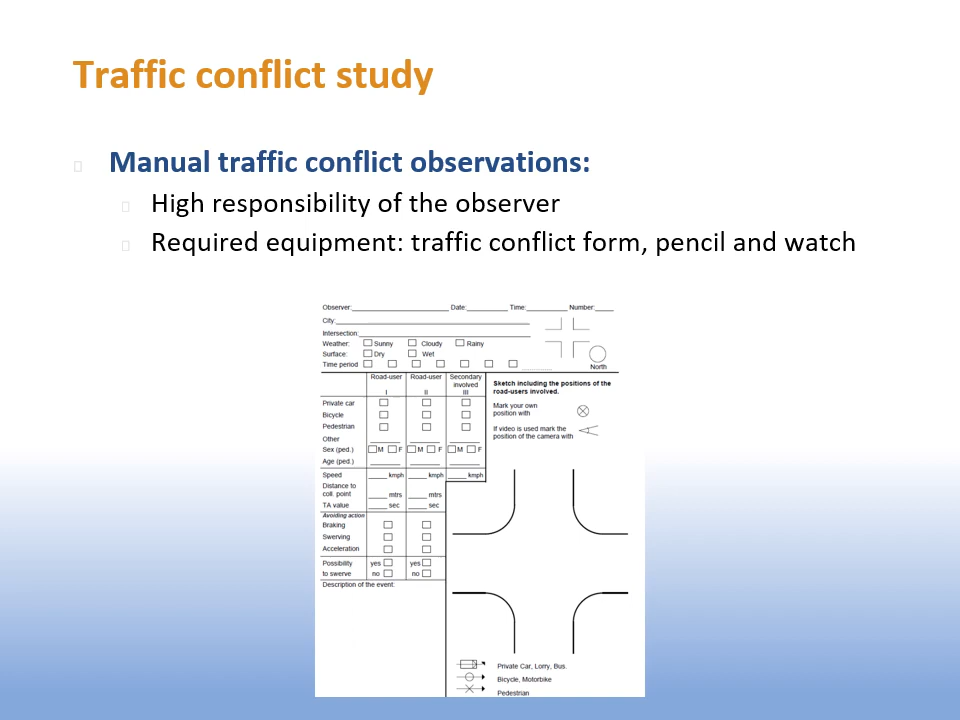 Traffic conflict study
Manual traffic conflict observations:
High responsibility of the observer
Required equipment: traffic conflict form, pencil and watch
Observer: Date: Time: Number:
City:
Intersection:
Weather: Sunny Cloudy Rainy
Surface: Dry Wet
Time period
North
Road-user I
Road-user II
Secondary involved III
Sketch including the positions of the
road-users involved.
Mark your own
position with
If video is used mark the
position of the camera with
Private car
Bicycle
Pedestrian
Other
Sex (ped.) M F M F M F
Age (ped.)
Speed kmph kmph kmph
Distance to
coll. point mtrs mtrs
TA value sec sec
Avoiding action
Braking
Swerving
Acceleration
Possibility yes yes
to swerve no no
Description of the event:
Private Car, Lorry, Bus.
Bicycle, Motorbike
Pedestrian